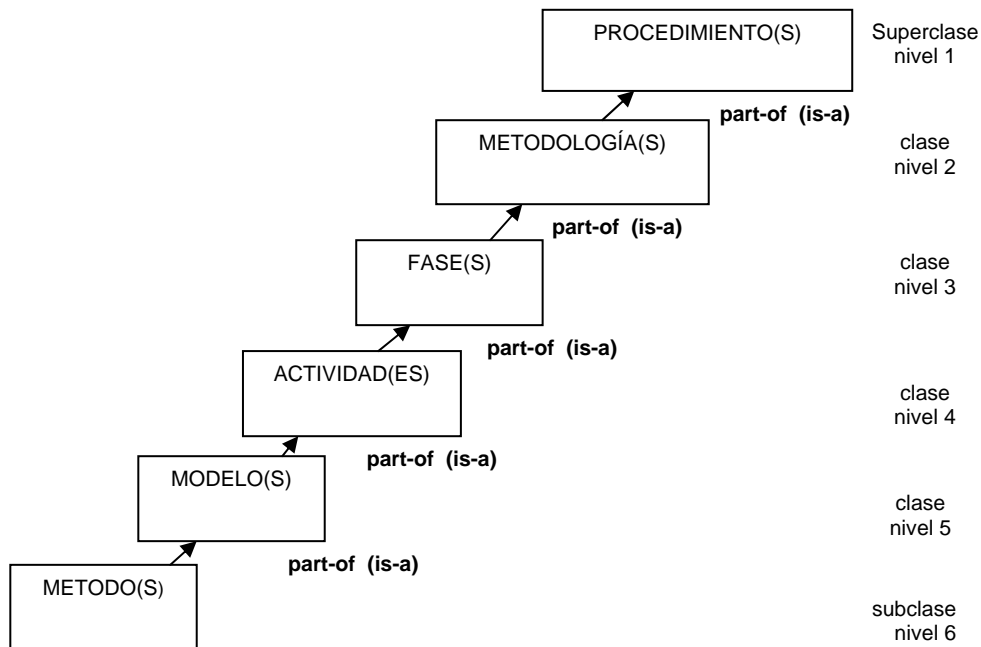 PROCEDIMIENTO(S)
Superclase
nivel 1
part-of (is-a)
METODOLOGÍA(S)
clase
nivel 2
part-of (is-a)
FASE(S)
clase
nivel 3
part-of (is-a)
ACTIVIDAD(ES)
clase
nivel 4
part-of (is-a)
MODELO(S)
clase
nivel 5
part-of (is-a)
METODO(S)
subclase
nivel 6